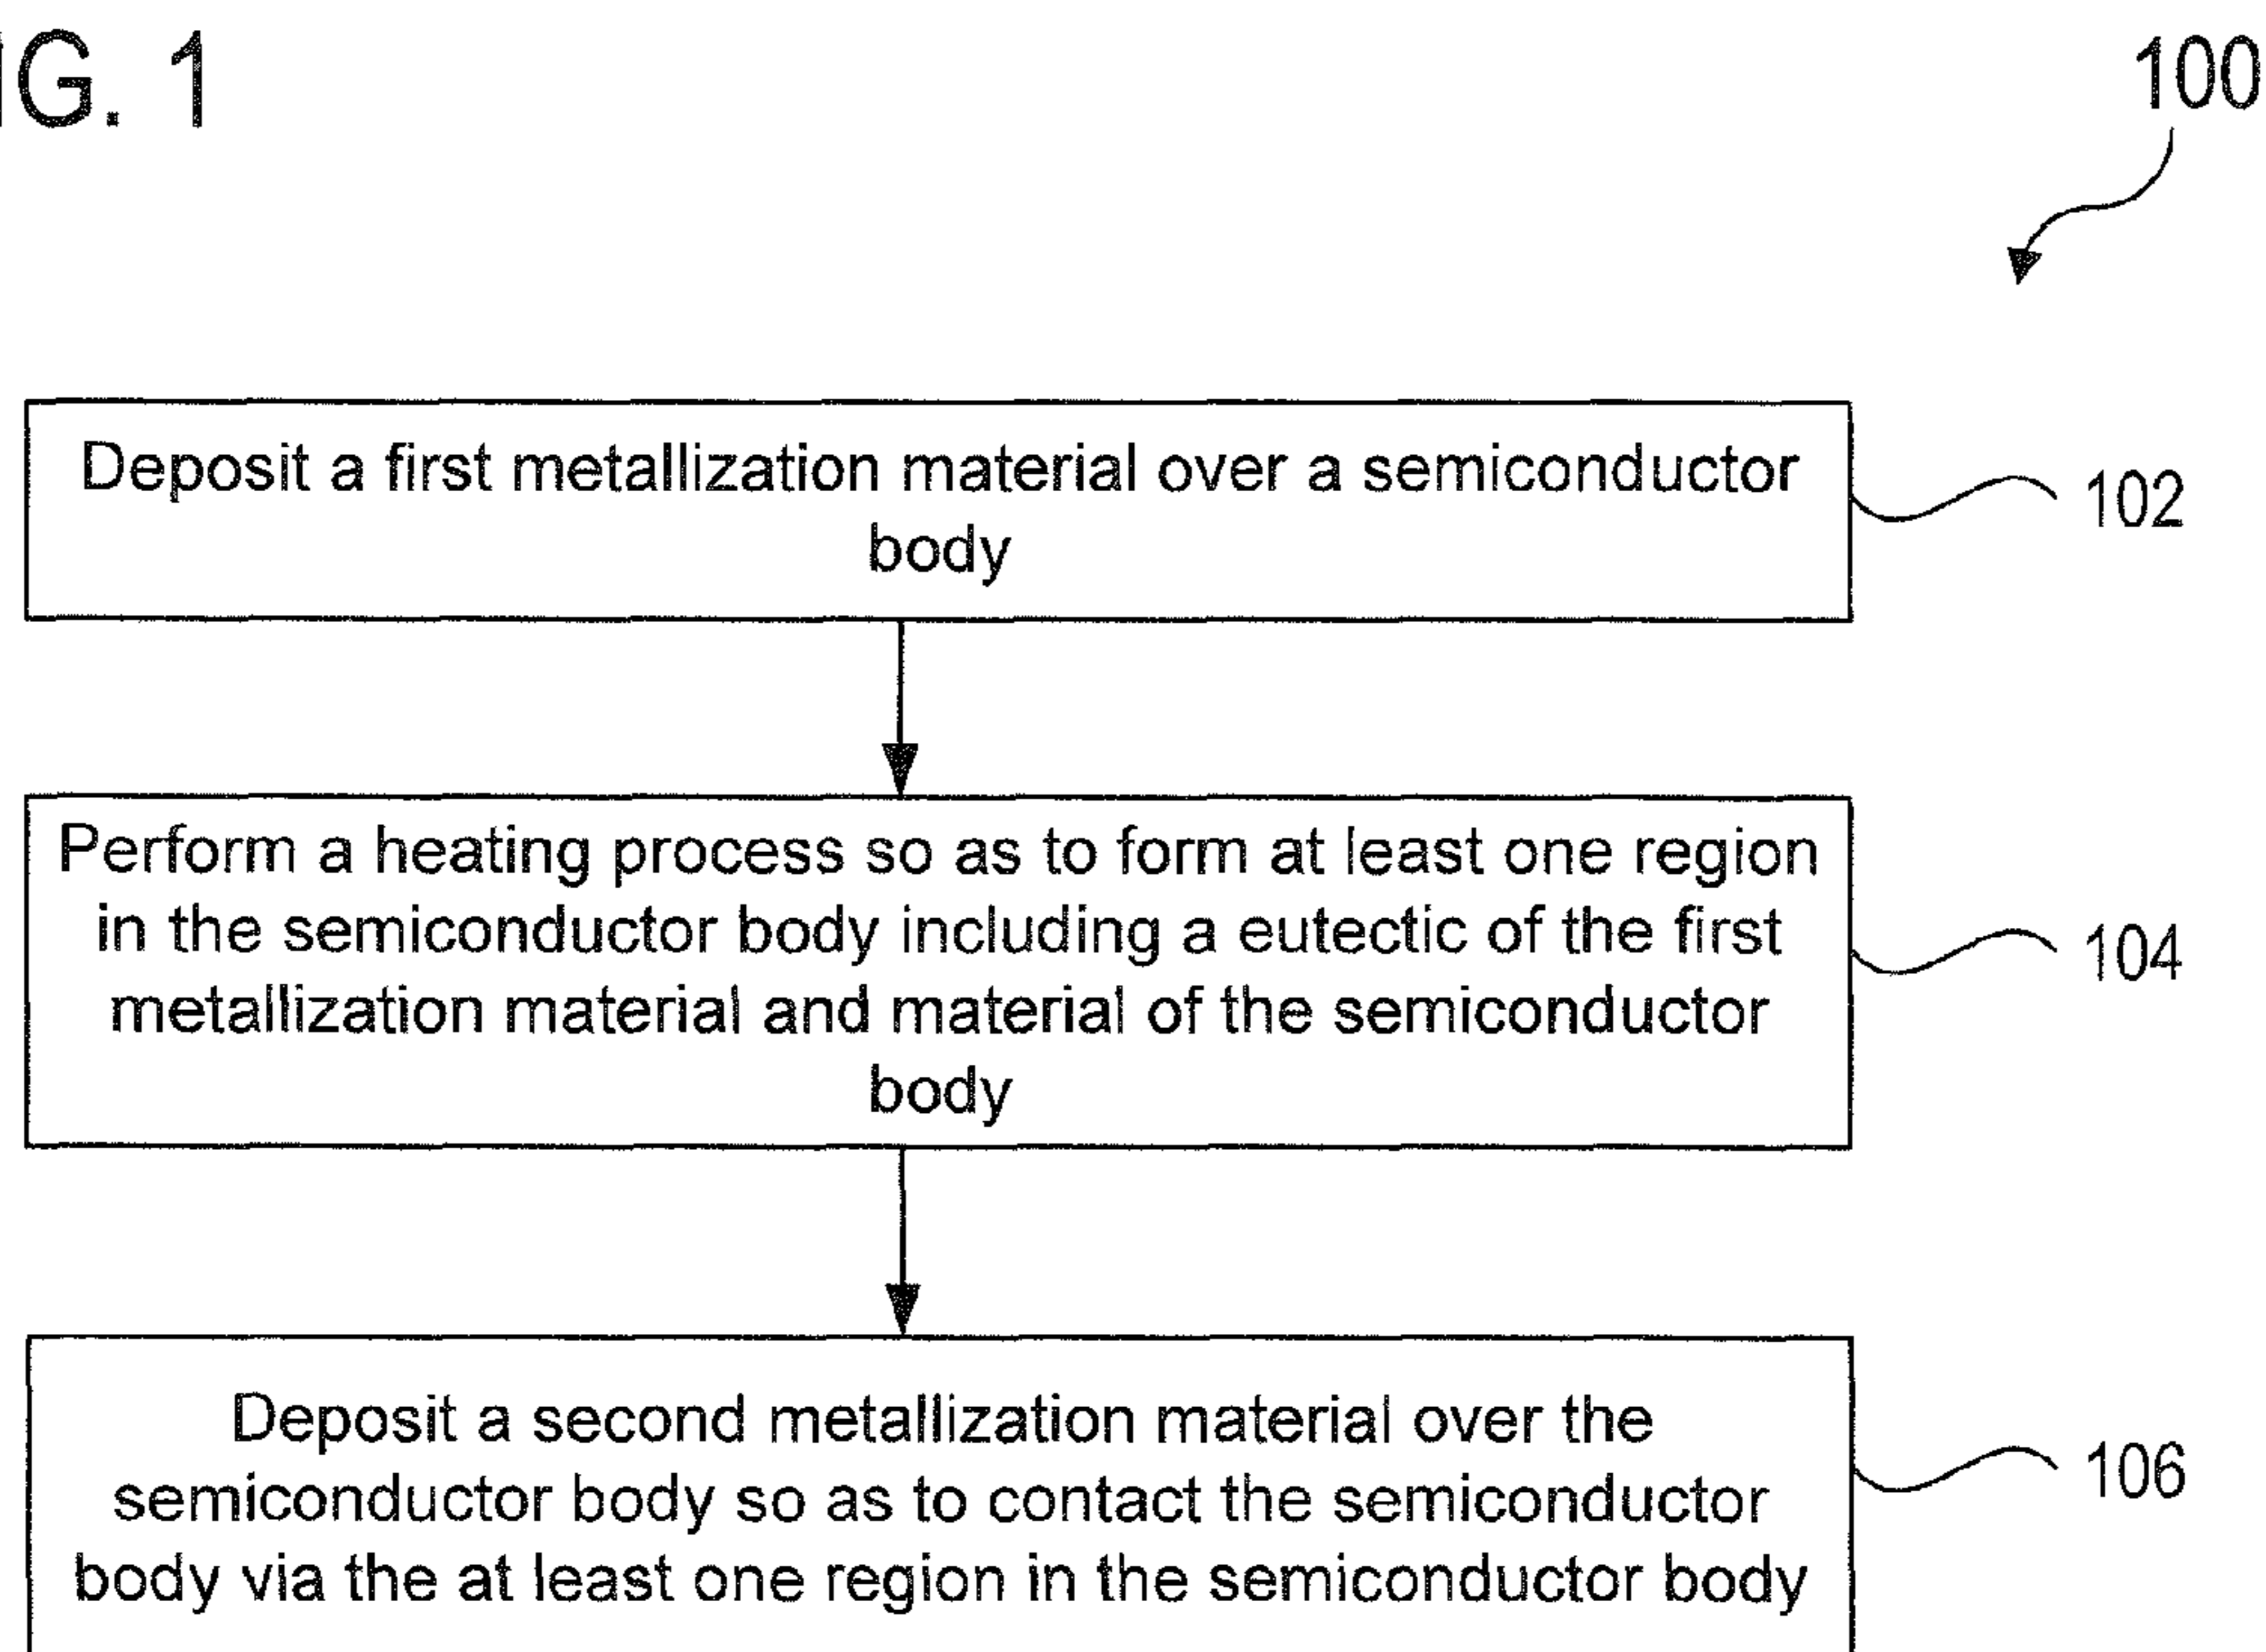 IG. 1
100
Deposit a first metallization material over a semiconductor
body
102
Perform a heating process so as to form at least one region
in the semiconductor body including a eutectic of the first
metallization material and material of the semiconductor
body
104
Deposit a second metallization material over the
semiconductor body so as to contact the semiconductor
body via the at least one region in the semiconductor body
106